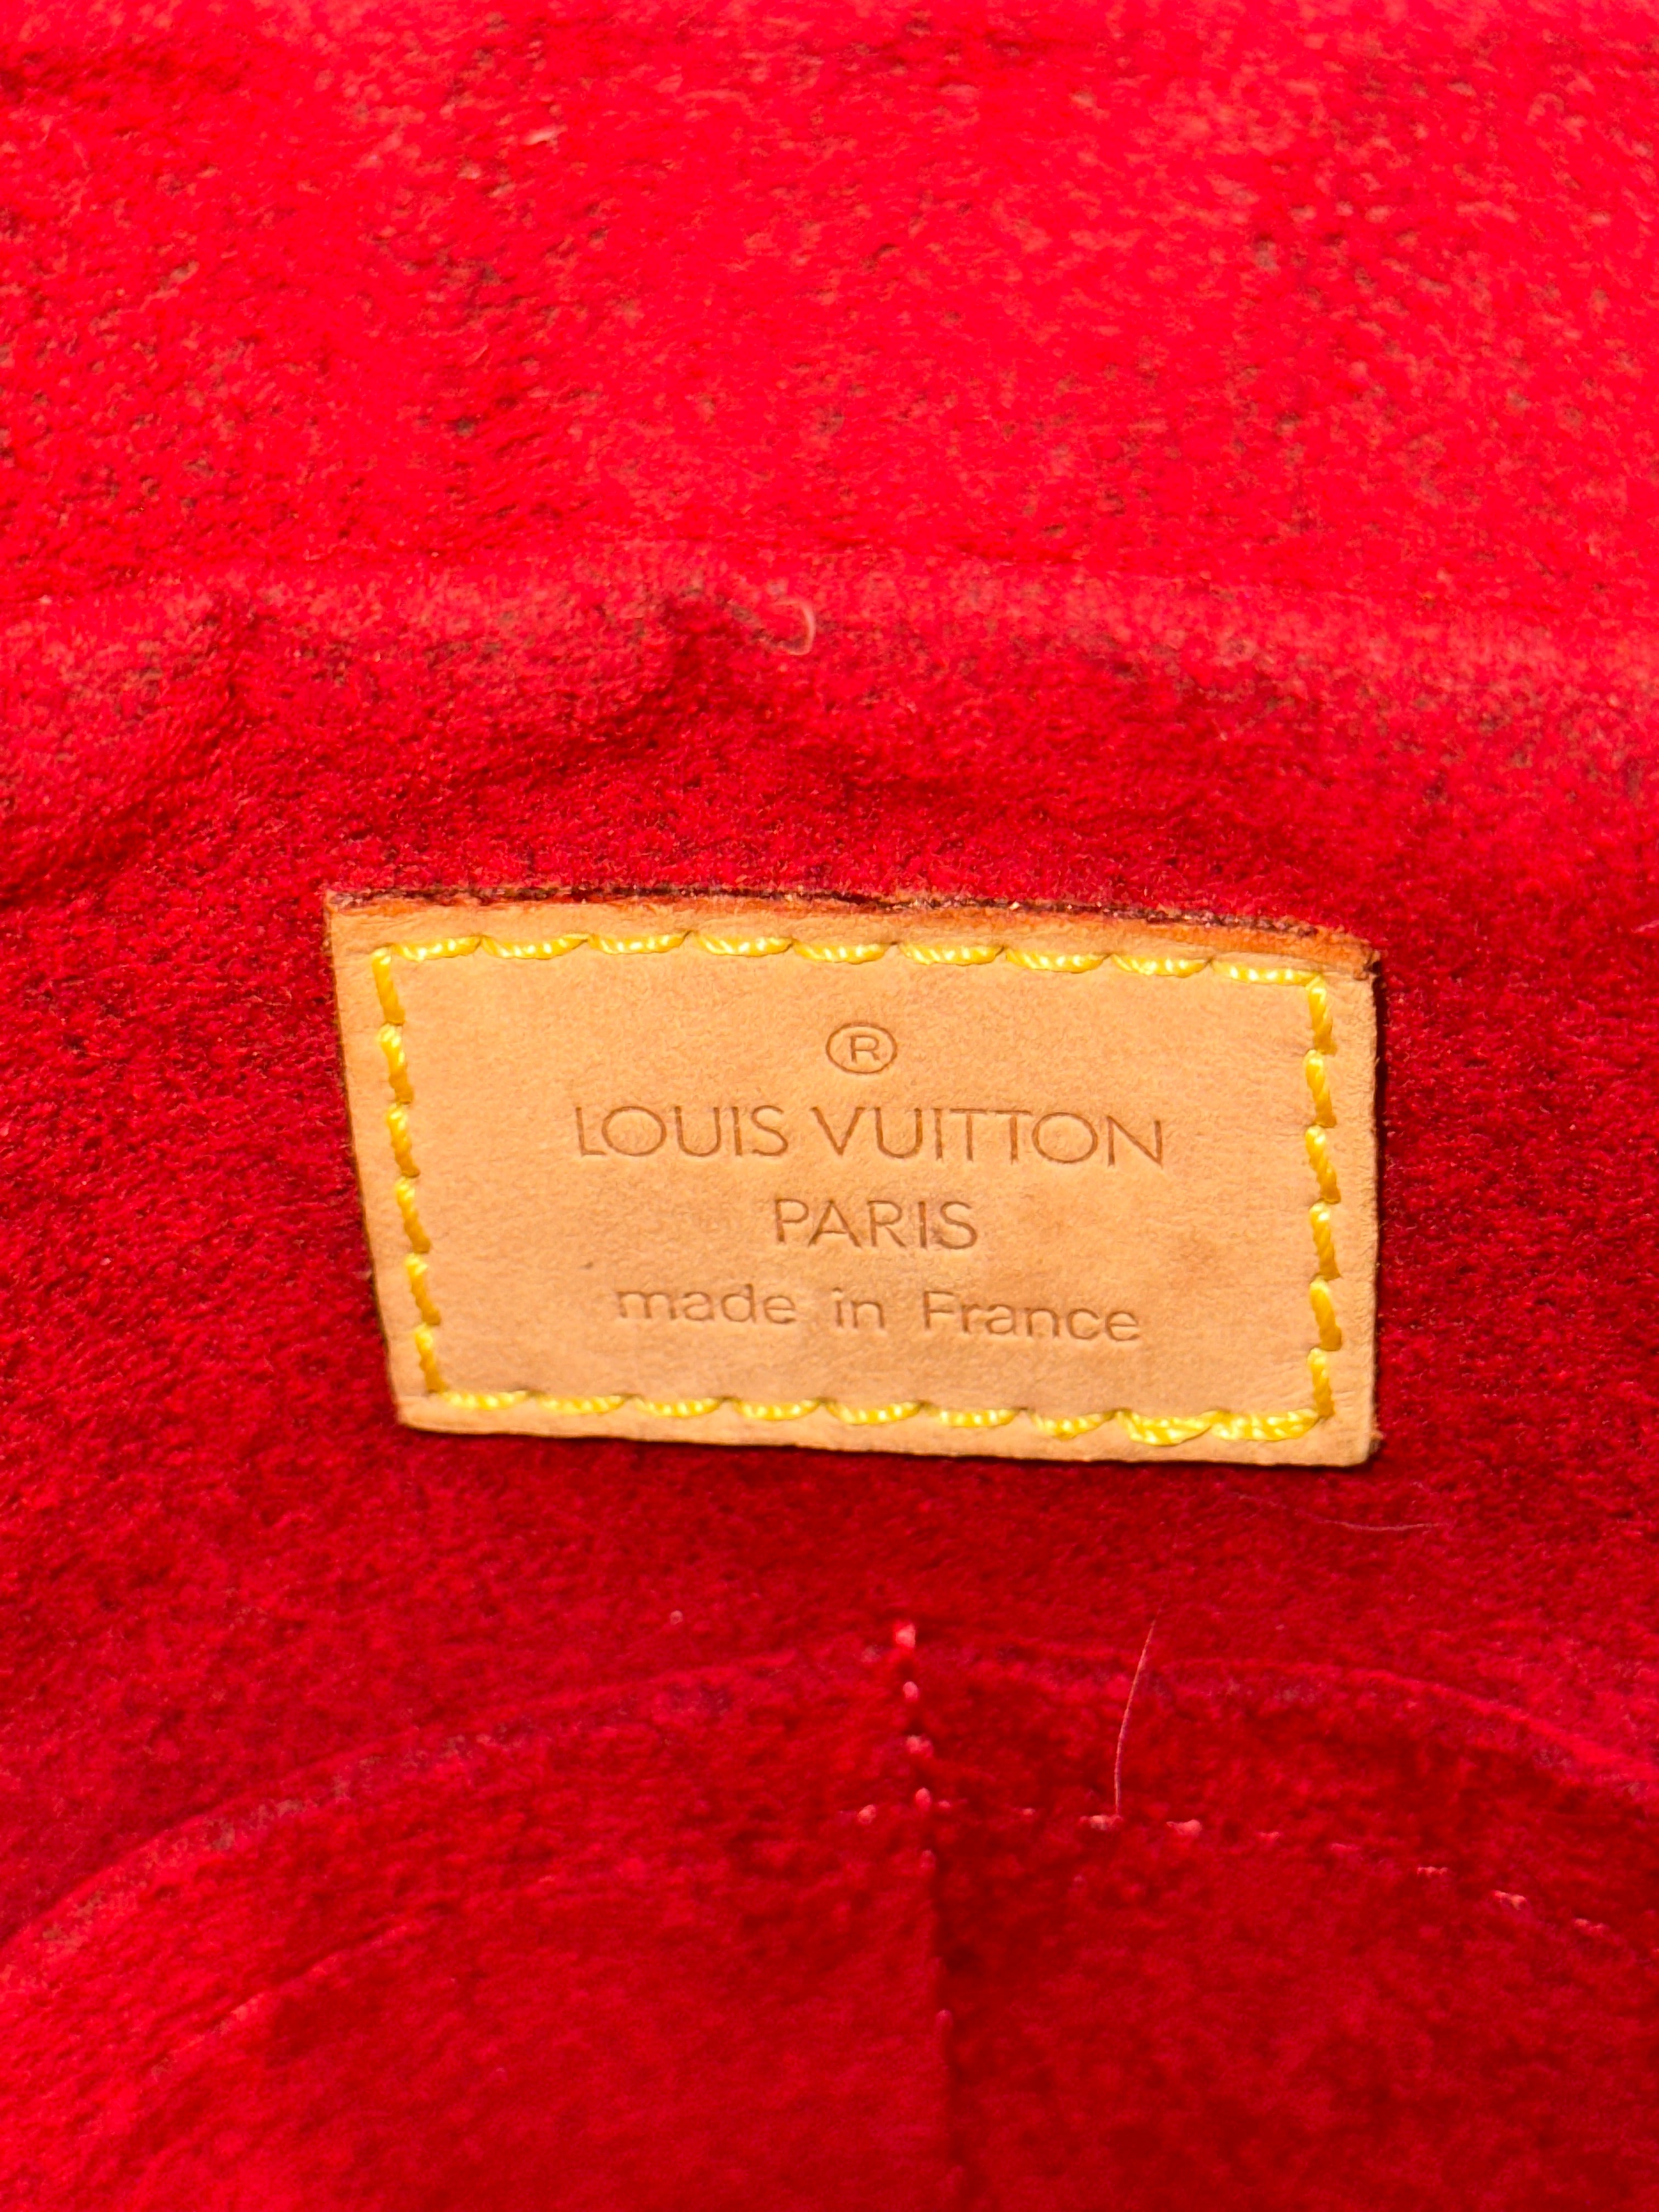 ®
LOUIS VUITTON
PARIS
made in France